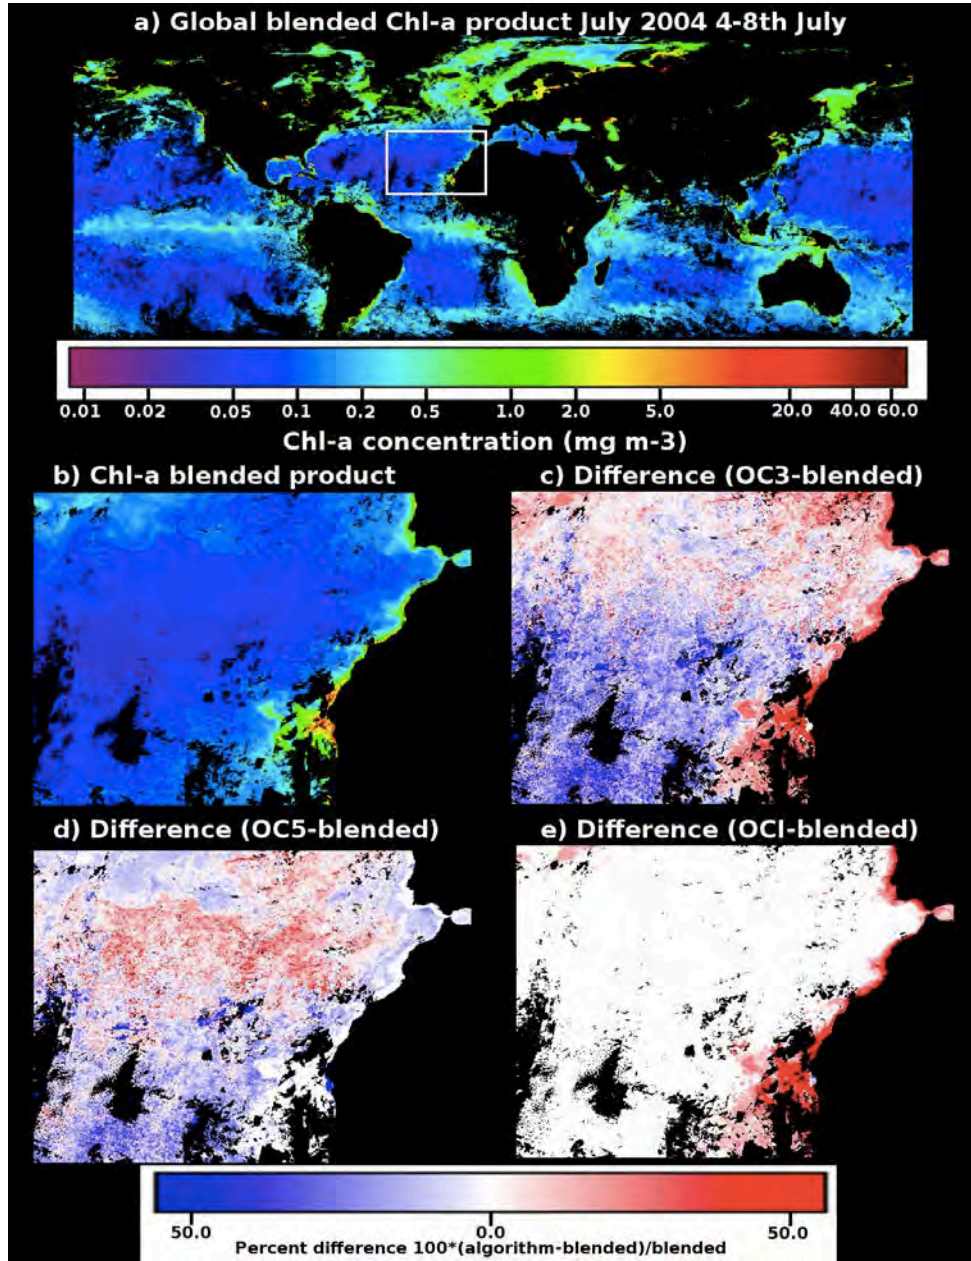 a) Global blended Chl-a product July 2004 4-8th July
0.01 0.02 0.05 0.1 0.2 0.5 1.0 2.0 5.0 20.0 40.0 60.0
Chl-a concentration (mg m-3)
b) Chl-a blended product
c) Difference (OC3-blended)
d) Difference (OC5-blended)
e) Difference (OCI-blended)
50.0 0.0 50.0
Percent difference 100*(algorithm-blended)/blended